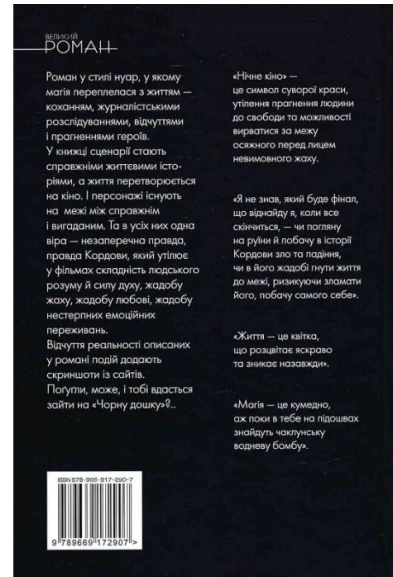 ВЕЛИКИЙ
РОМАН
Роман у стилі нуар, у якому
магія переплелася з життям —
коханням, журналістськими
розслідуваннями, відчуттями
і прагненнями героїв.
У книжці сценарії стають
справжніми життєвими істо-
ріями, а життя перетворюється
на кіно. І персонажі існують
на межі між справжнім
і вигаданим. Та в усіх них одна
віра — незаперечна правда,
правда Кордови, який утілює
у фільмах складність людського
розуму й силу духу, жадобу
жаху, жадобу любові, жадобу
нестерпних емоційних
переживань.
Відчуття реальності описаних
у романі подій додають
скриншоти із сайтів.
Поґуґли, може, і тобі вдасться
зайти на «Чорну дошку»?..
«Нічне кіно» —
це символ суворої краси,
утілення прагнення людини
до свободи та можливості
вирватися за межу
осяжного перед лицем
невимовного жаху.
«Я не знав, який буде фінал,
що віднайду я, коли все
скінчиться, — чи погляну
на руїни й побачу в історії
Кордови зло та падіння,
чи в його жадобі гнути життя
до межі, ризикуючи зламати
його, побачу самого себе».
«Життя — це квітка,
що розцвітає яскраво
та зникає назавжди».
«Магія — це кумедно,
аж поки в тебе на підошвах
знайдуть чаклунську
водневу бомбу».
ISBN 978-966-917-290-7
9 789669 172907 >